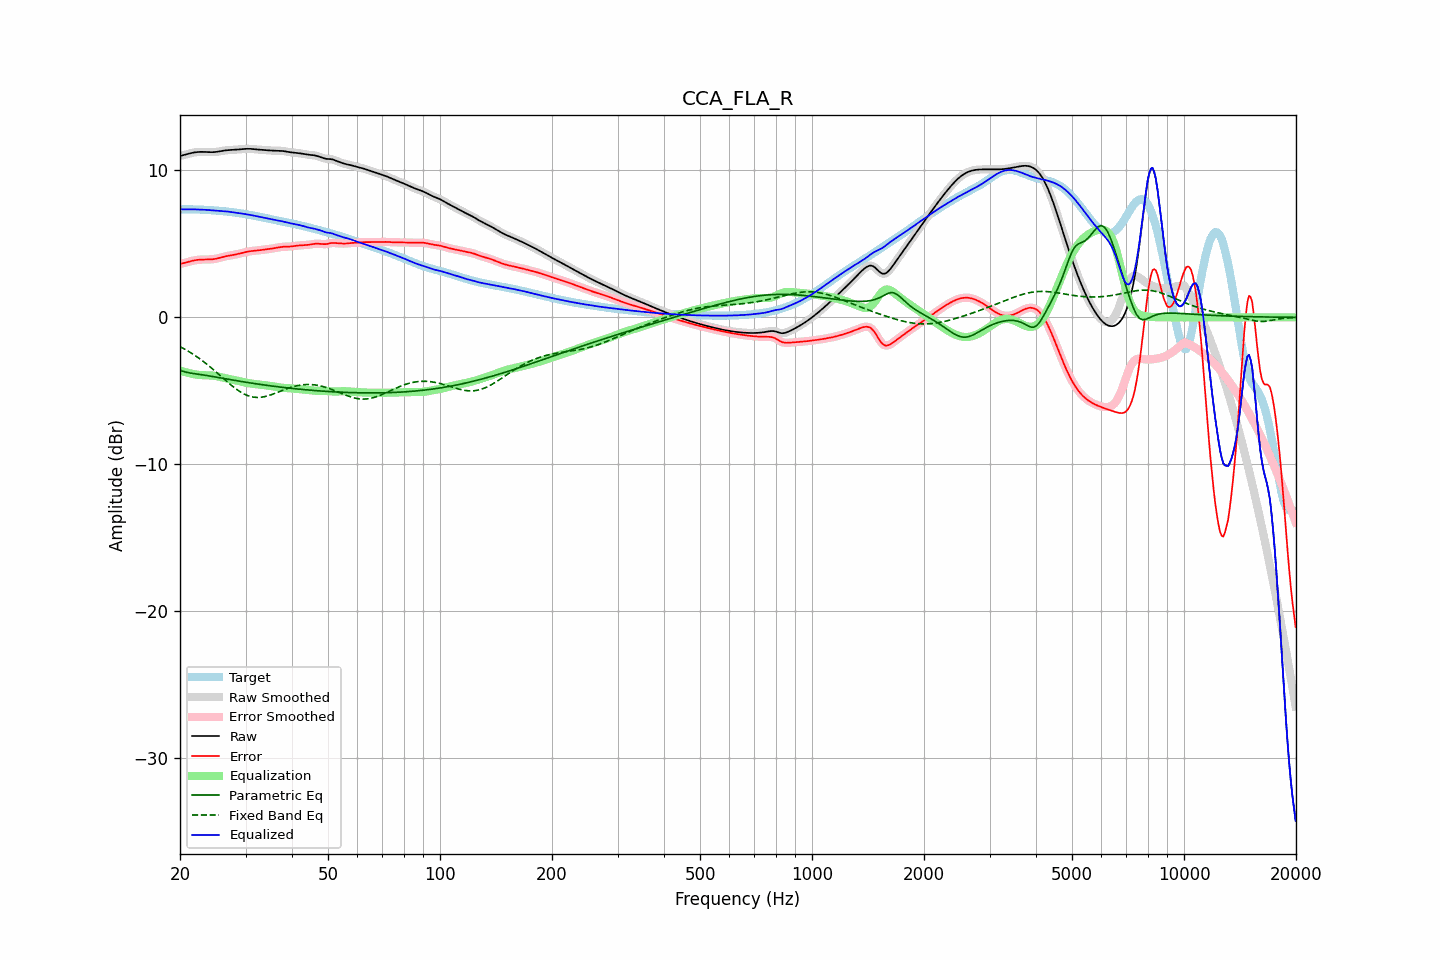 CCA_FLA_R
10
0
−10
−20
−30
Amplitude (dBr)
Target
Raw Smoothed
Error Smoothed
Raw
Error
Equalization
Parametric Eq
Fixed Band Eq
Equalized
20 50 100 200 500 1000 2000 5000 10000 20000
Frequency (Hz)